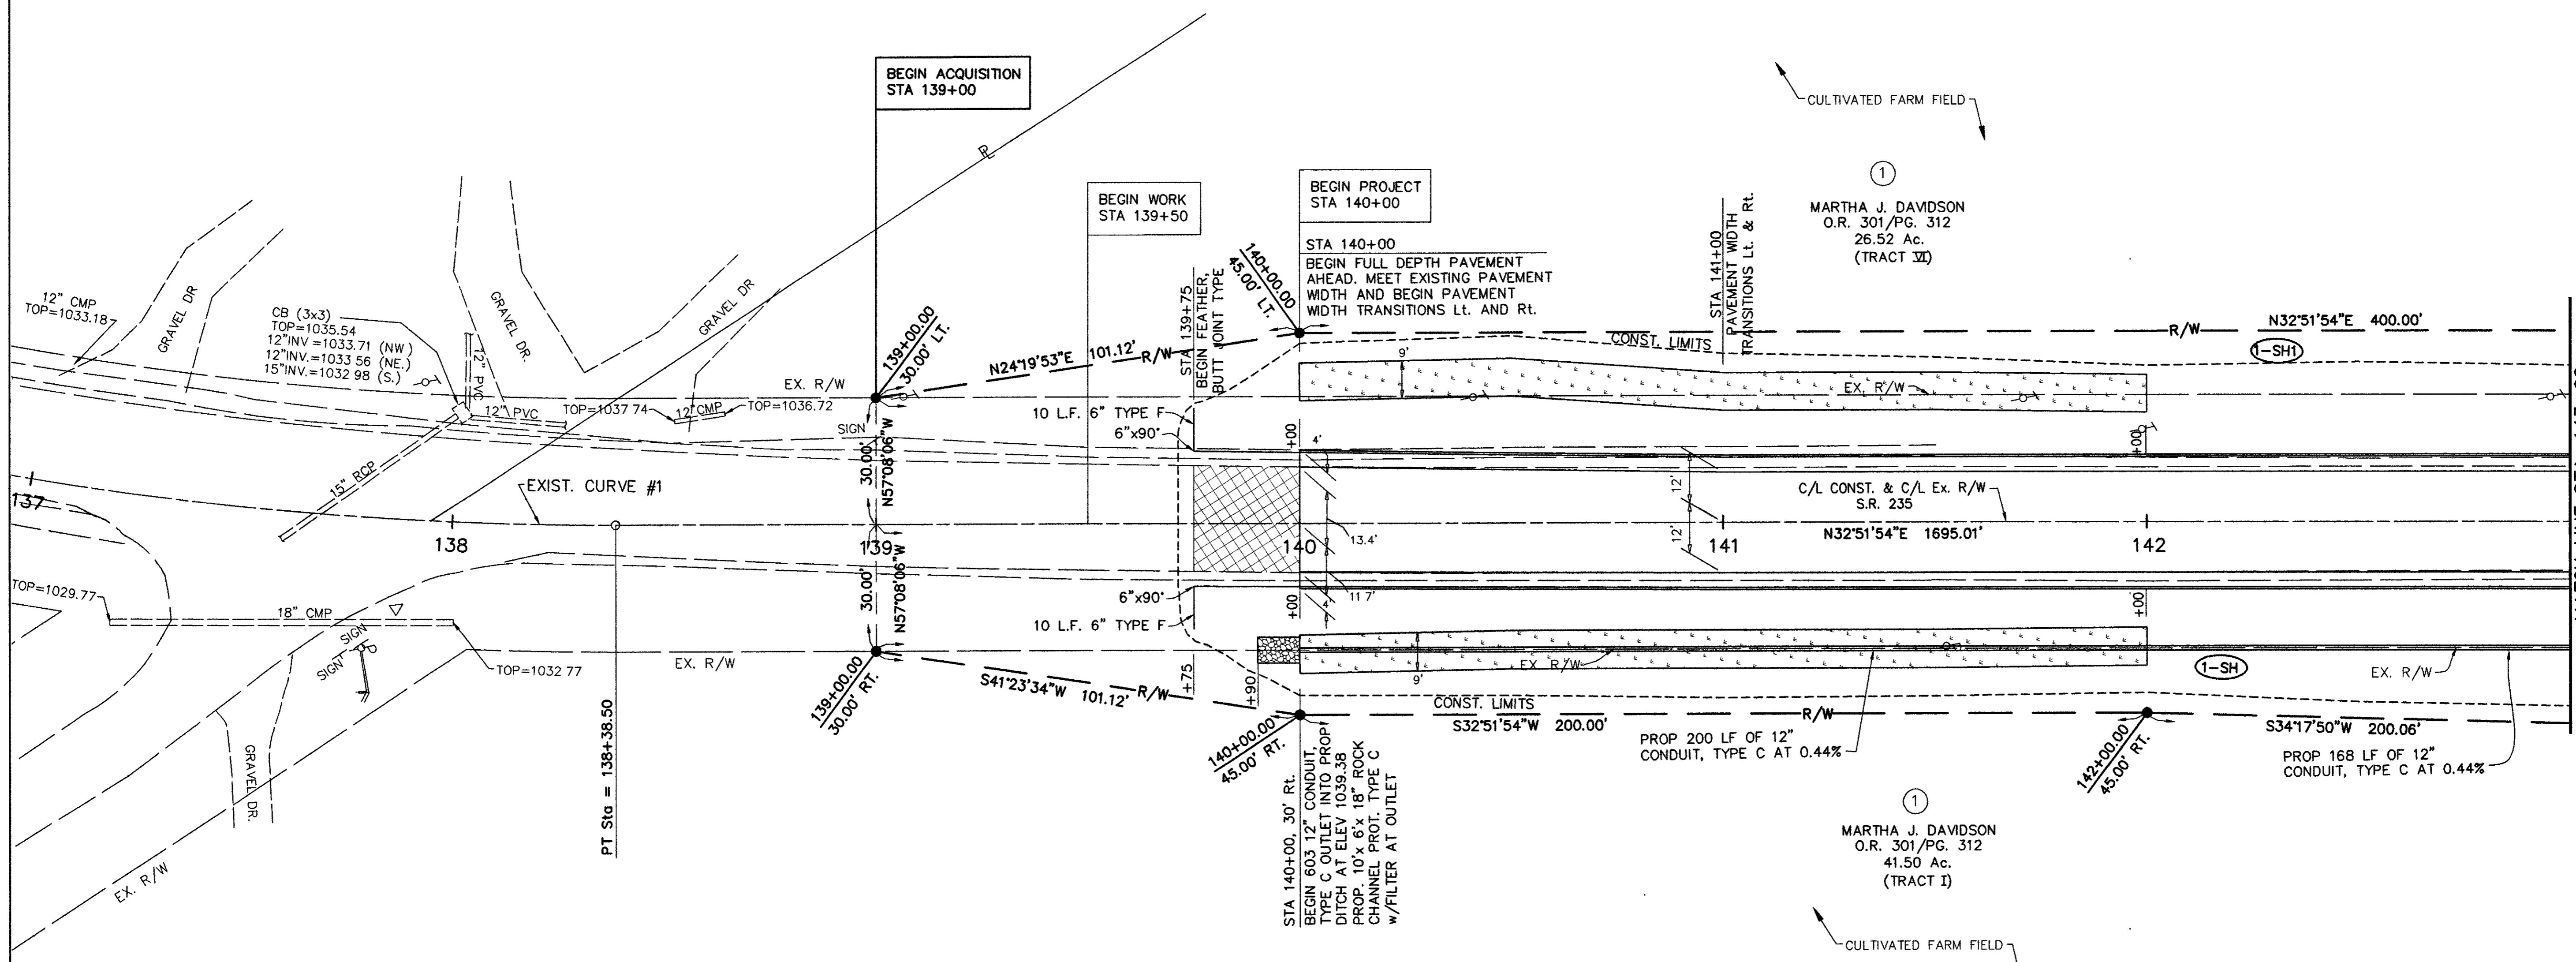 BEGIN ACQUISITION
STA 139+00
CULTIVATED FARM FIELD
BEGIN WORK
STA 139+50
BEGIN PROJECT
STA 140+00
STA 140+00
BEGIN FULL DEPTH PAVEMENT
AHEAD. MEET EXISTING PAVEMENT
WIDTH AND BEGIN PAVEMENT
WIDTH TRANSITIONS Lt. AND Rt.
STA 141+00
PAVEMENT WIDTH
TRANSITIONS Lt. & Rt.
1
MARTHA J. DAVIDSON
O.R. 301/PG. 312
26.52 Ac.
(TRACT VI)
12" CMP
TOP=1033.18
GRAVEL DR
CB (3x3)
TOP=1035.54
12"INV =1033.71 (NW)
12"INV.=1033 56 (NE.)
15"INV.=1032 98 (S.)
GRAVEL DR.
GRAVEL DR
12" PVC
12" PVC
TOP=1037 74
12"CMP
TOP=1036.72
EX. R/W
SIGN
139+00.00
30.00' LT.
N24°19'53"E 101.12'
R/W
STA 139+75
BEGIN FEATHER,
BUTT JOINT TYPE
140+00.00
45.00' LT.
CONST. LIMITS
R/W
N32°51'54"E 400.00'
1-SH1
9'
EX. R/W
10 L.F. 6" TYPE F
6"x90°
+00
4'
+00
15" RCP
137
EXIST. CURVE #1
138
30.00'
N57°08'06"W
139
30.00'
N57°08'06"W
140
13.4'
12'
12'
141
C/L CONST. & C/L Ex. R/W
S.R. 235
N32°51'54"E 1695.01'
142
TOP=1029.77
18" CMP
SIGN
SIGN
TOP=1032 77
EX. R/W
6"x90°
10 L.F. 6" TYPE F
+00
11 7'
4'
+00
9'
EX R/W
1-SH
EX. R/W
+75
+90
139+00.00
30.00' RT.
S41°23'34"W 101.12'
R/W
140+00.00
45.00' RT.
CONST. LIMITS
S32°51'54"W 200.00'
R/W
142+00.00
45.00' RT.
S34°17'50"W 200.06'
PROP 200 LF OF 12"
CONDUIT, TYPE C AT 0.44%
PROP 168 LF OF 12"
CONDUIT, TYPE C AT 0.44%
GRAVEL DR.
EX. R/W
PT Sta = 138+38.50
STA 140+00, 30' Rt.
BEGIN 603 12" CONDUIT,
TYPE C OUTLET INTO PROP
DITCH AT ELEV 1039.38
PROP. 10'x 6'x 18" ROCK
CHANNEL PROT. TYPE C
w/FILTER AT OUTLET
1
MARTHA J. DAVIDSON
O.R. 301/PG. 312
41.50 Ac.
(TRACT I)
CULTIVATED FARM FIELD